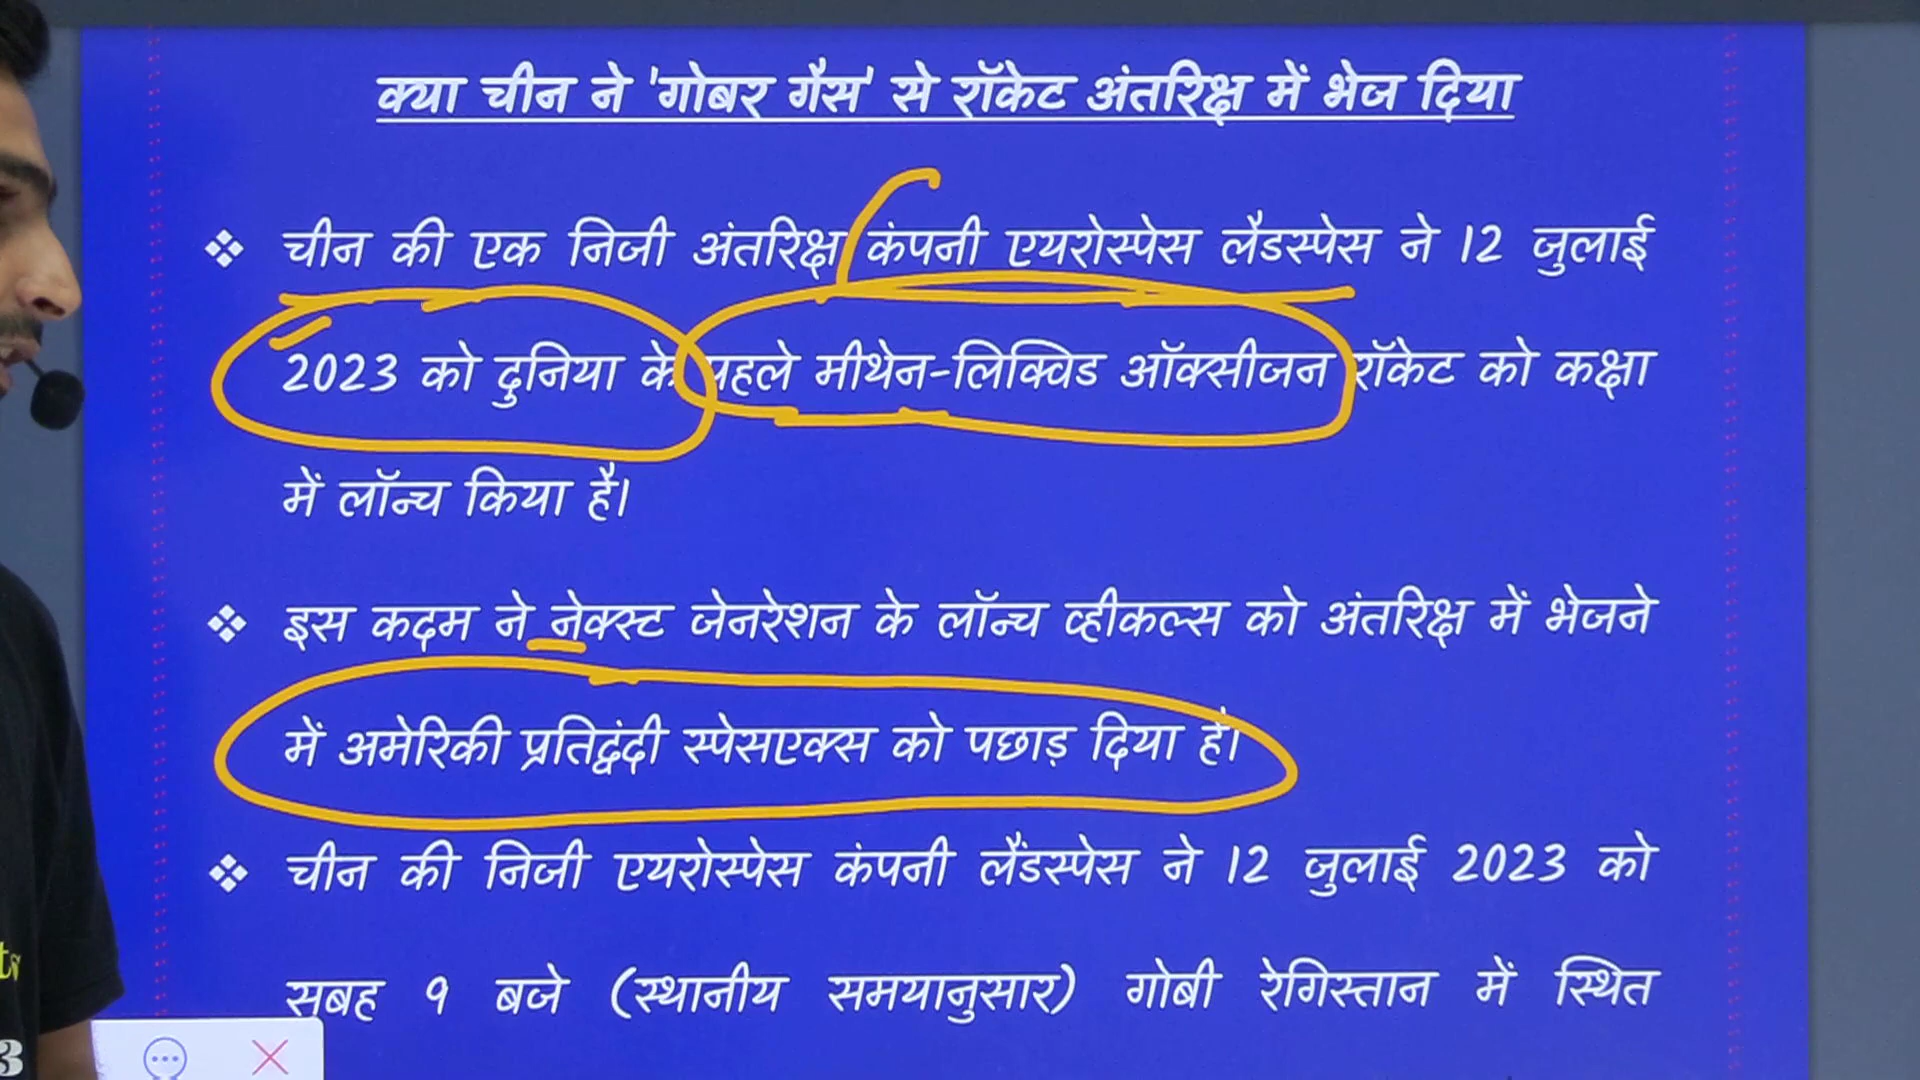 क्या चीन ने 'गोबर गैस' से रॉकेट अंतरिक्ष में भेज दिया
❖ चीन की एक निजी अंतरिक्ष कंपनी एयरोस्पेस लैडस्पेस ने 12 जुलाई
2023 को दुनिया के पहले मीथेन-लिक्विड ऑक्सीजन रॉकेट को कक्षा
में लॉन्च किया है।
❖ इस कदम ने नेक्स्ट जेनरेशन के लॉन्च व्हीकल्स को अंतरिक्ष में भेजने
में अमेरिकी प्रतिद्वंदी स्पेसएक्स को पछाड़ दिया है।
❖ चीन की निजी एयरोस्पेस कंपनी लैंडस्पेस ने 12 जुलाई 2023 को
सुबह 9 बजे (स्थानीय समयानुसार) गोबी रेगिस्तान में स्थित
3